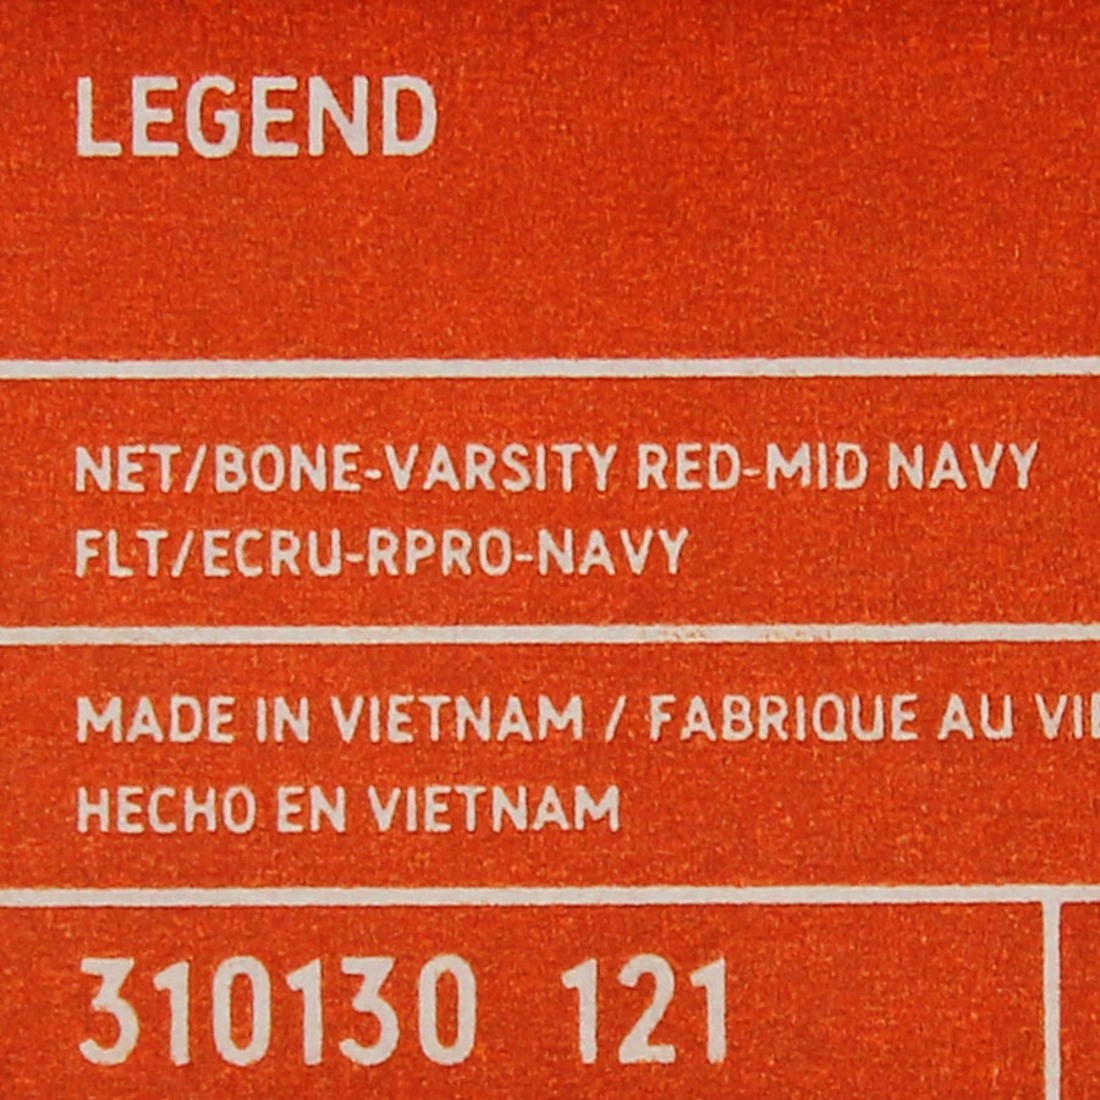 LEGEND
NET/BONE-VARSITY RED-MID NAVY
FLT/ECRU-RPRO-NAVY
MADE IN VIETNAM / FABRIQUE AU
HECHO EN VIETNAM
310130 121